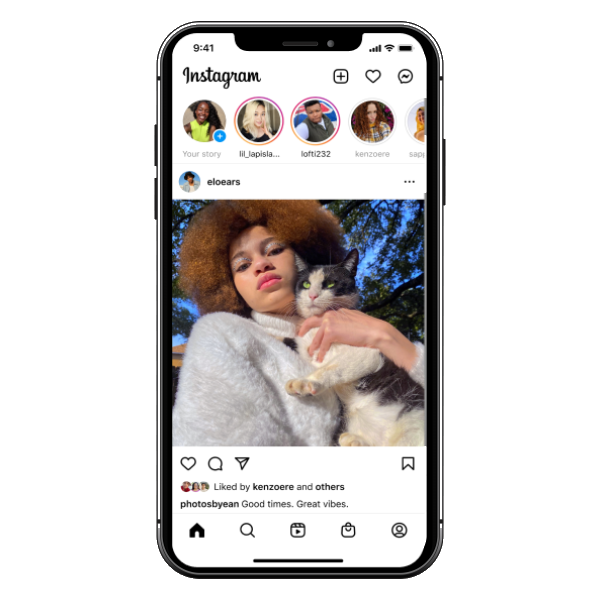 9:41
Instagram
Your story lil_lapisla... lofti232 kenzoere sapp
eloears
Liked by kenzoere and others
photosbyean Good times. Great vibes.